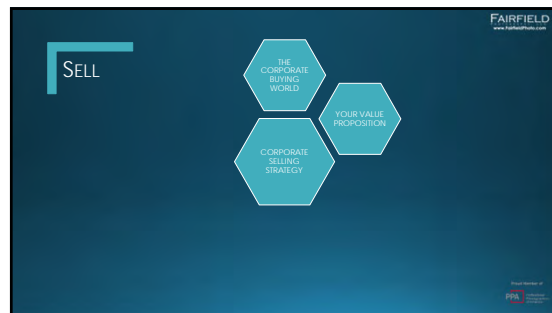 FAIRFIELD
www.FairfieldPhoto.com
SELL
THE
CORPORATE
BUYING
WORLD
YOUR VALUE
PROPOSITION
CORPORATE
SELLING
STRATEGY
Proud Member of
PPA